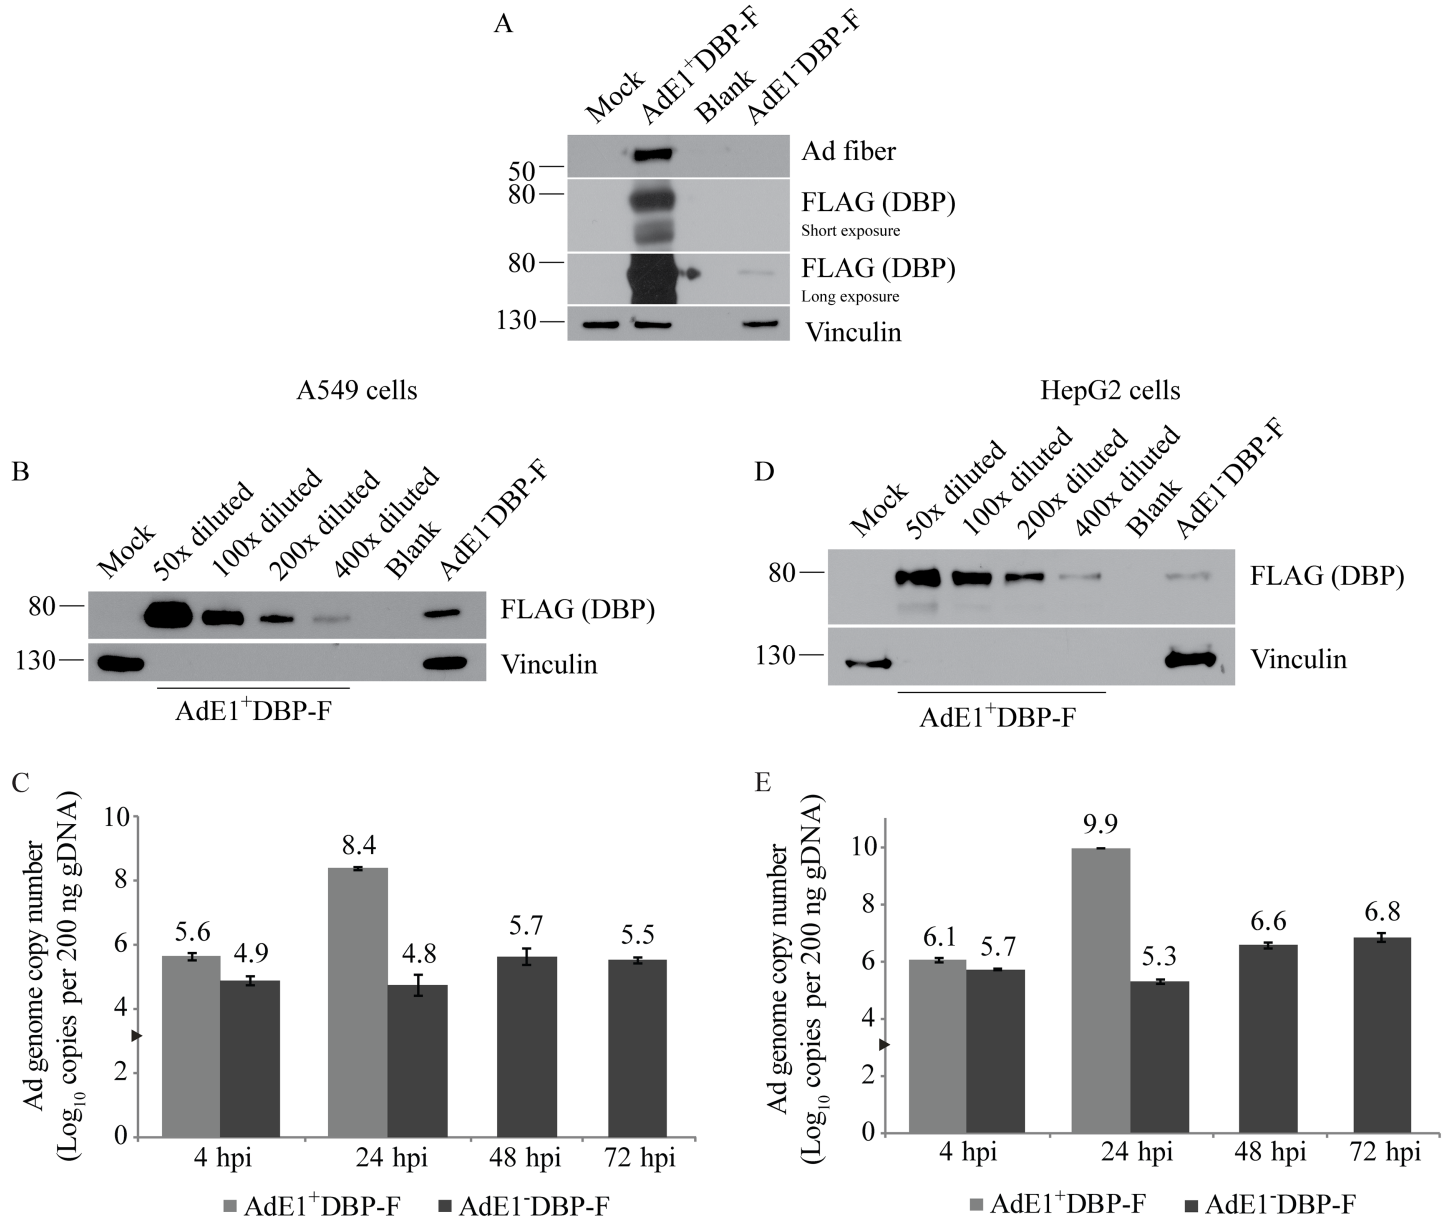 A
Mock
AdE1+DBP-F
Blank
AdE1-DBP-F
50
Ad fiber
80
FLAG (DBP)
Short exposure
80
FLAG (DBP)
Long exposure
130
Vinculin
A549 cells
B
Mock
50x diluted
100x diluted
200x diluted
400x diluted
Blank
AdE1-DBP-F
80
FLAG (DBP)
130
Vinculin
AdE1+DBP-F
HepG2 cells
D
Mock
50x diluted
100x diluted
200x diluted
400x diluted
Blank
AdE1-DBP-F
80
FLAG (DBP)
130
Vinculin
AdE1+DBP-F
C
Ad genome copy number
(Log10 copies per 200 ng gDNA)
10
8
6
4
2
0
5.6
4.9
8.4
4.8
5.7
5.5
4 hpi
24 hpi
48 hpi
72 hpi
AdE1+DBP-F
AdE1-DBP-F
E
Ad genome copy number
(Log10 copies per 200 ng gDNA)
10
8
6
4
2
0
6.1
5.7
9.9
5.3
6.6
6.8
4 hpi
24 hpi
48 hpi
72 hpi
AdE1+DBP-F
AdE1-DBP-F